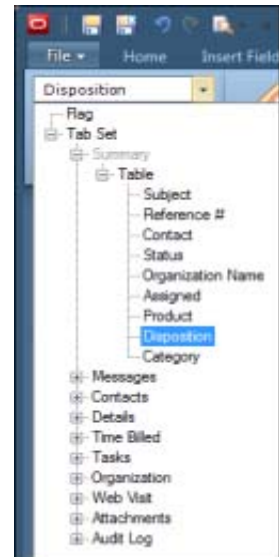 File Home Insert Field
Disposition
Flag
Tab Set
Summary
Table
Subject
Reference #
Contact
Status
Organization Name
Assigned
Product
Disposition
Category
Messages
Contacts
Details
Time Billed
Tasks
Organization
Web Visit
Attachments
Audit Log